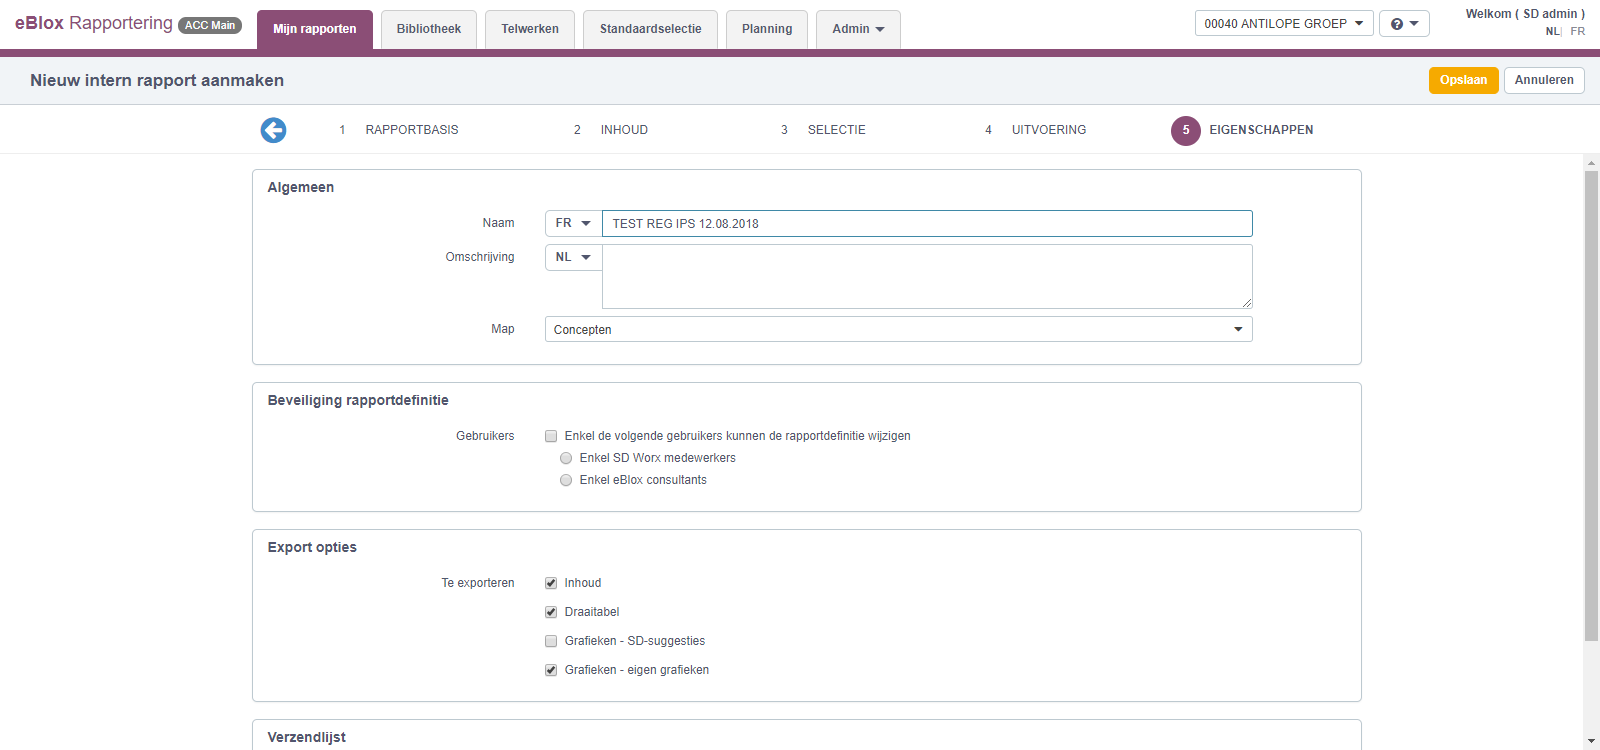 eBlox Rapportering ACC Main
Mijn rapporten Bibliotheek Telwerken Standaardselectie Planning Admin
00040 ANTILOPE GROEP
Welkom ( SD admin )
NL| FR
Nieuw intern rapport aanmaken
Opslaan Annuleren
1 RAPPORTBASIS 2 INHOUD 3 SELECTIE 4 UITVOERING 5 EIGENSCHAPPEN
Algemeen
Naam FR TEST REG IPS 12.08.2018
Omschrijving NL
Map Concepten
Beveiliging rapportdefinitie
Gebruikers Enkel de volgende gebruikers kunnen de rapportdefinitie wijzigen
Enkel SD Worx medewerkers
Enkel eBlox consultants
Export opties
Te exporteren Inhoud
Draaitabel
Grafieken - SD-suggesties
Grafieken - eigen grafieken
Verzendlijst